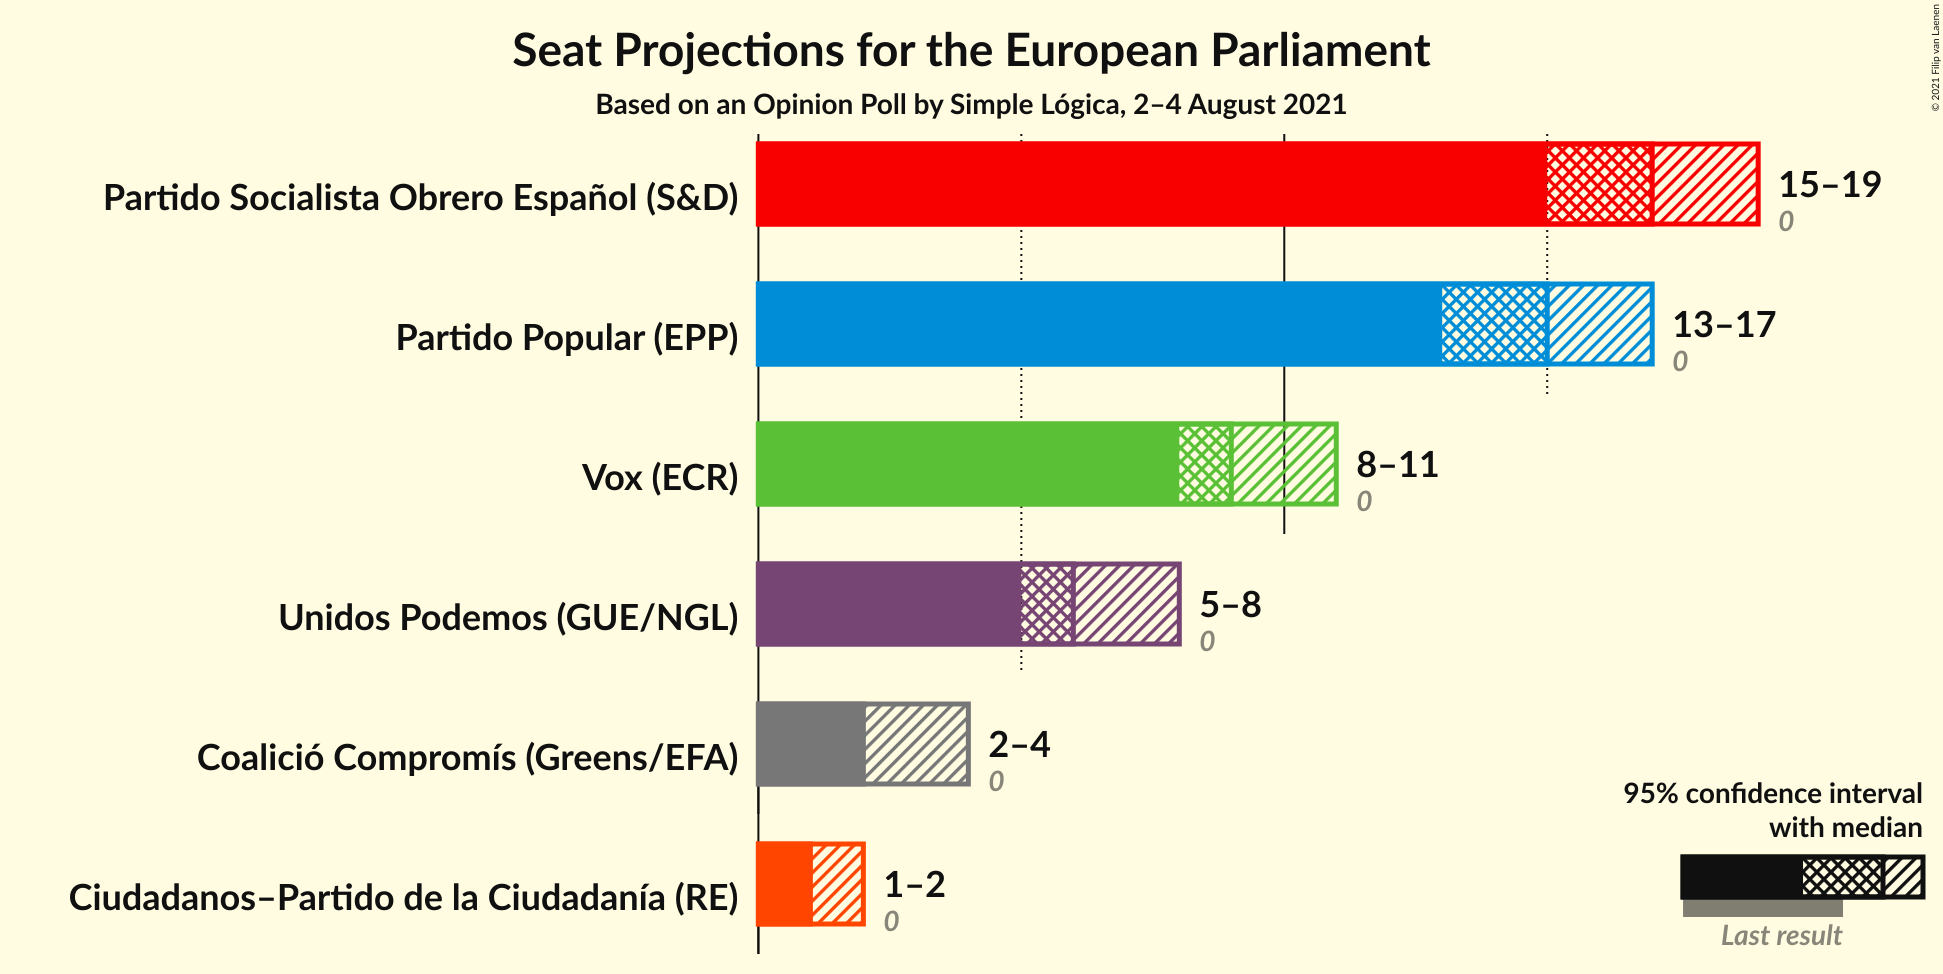 Seat Projections for the European Parliament
Based on an Opinion Poll by Simple Lógica, 2–4 August 2021
© 2021 Filip van Laenen
Partido Socialista Obrero Español (S&D)
15–19
0
Partido Popular (EPP)
13–17
0
Vox (ECR)
8–11
0
Unidos Podemos (GUE/NGL)
5–8
0
Coalició Compromís (Greens/EFA)
2–4
0
Ciudadanos–Partido de la Ciudadanía (RE)
1–2
0
95% confidence interval
with median
Last result